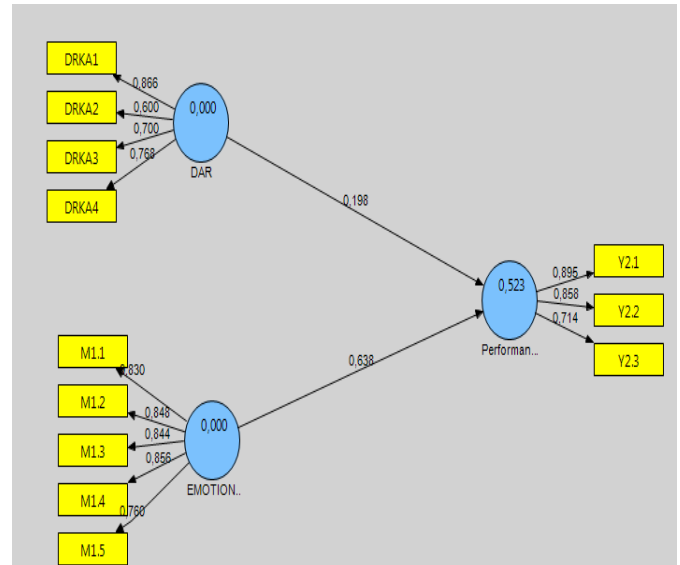 DRKA1
0,866
DRKA2
0,600
DRKA3
0,700
DRKA4
0,768
0,000
DAR
0,198
M1.1
0,830
M1.2
0,848
M1.3
0,844
M1.4
0,856
M1.5
0,760
0,000
EMOTION..
0,638
0,523
Performan...
0,895
Y2.1
0,858
Y2.2
0,714
Y2.3